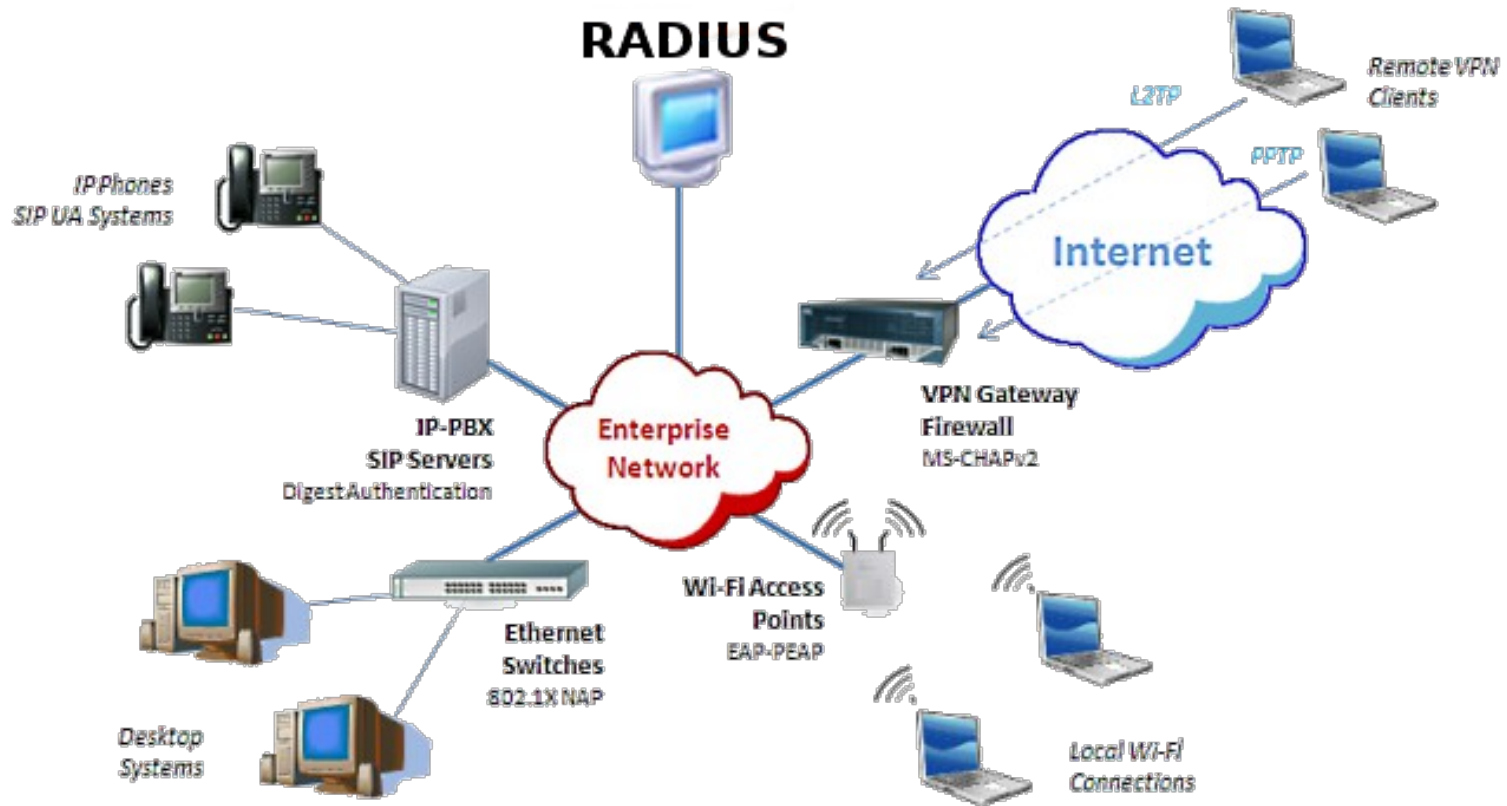 RADIUS
Remote VPN
Clients
L2TP
PPTP
IP Phones
SIP UA Systems
Internet
VPN Gateway
Firewall
MS-CHAPv2
IP-PBX
SIP Servers
Digest Authentication
Enterprise
Network
Wi-Fi Access
Points
EAP-PEAP
Ethernet
Switches
802.1X NAP
Desktop
Systems
Local Wi-Fi
Connections